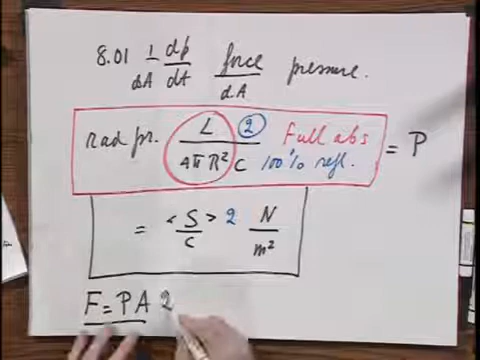 8.01 1/dA dp/dt force/dA pressure.
rad pr. L/4πR²c 2 Full abs 100% refl. = P
= <S>/c 2 N/m²
F = PA 2